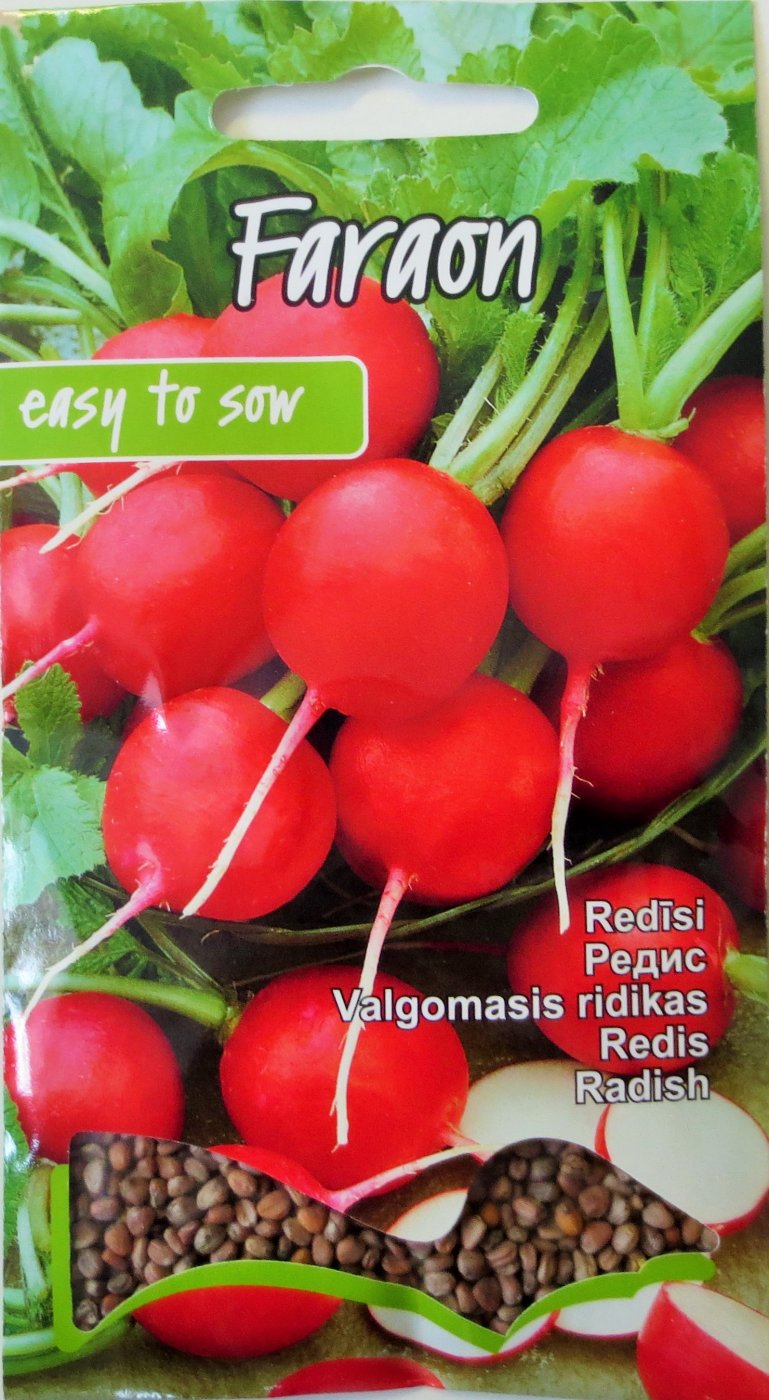 Faraon
easy to sow
Redīsi
Редис
Valgomasis ridikas
Redis
Radish